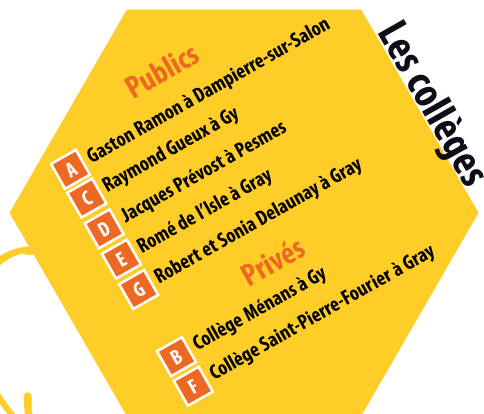 Les collèges
Publics
A Gaston Ramon à Dampierre-sur-Salon
C Raymond Gueux à Gy
D Jacques Prévost à Pesmes
E Romé de l'Isle à Gray
G Robert et Sonia Delaunay à Gray
Privés
B Collège Ménans à Gy
F Collège Saint-Pierre-Fourier à Gray